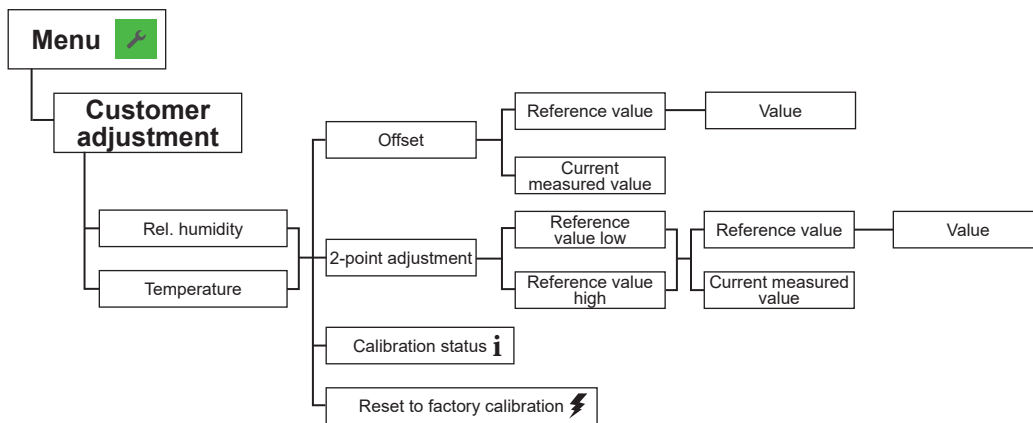 Menu
Customer
adjustment
Rel. humidity
Temperature
Offset
Reference value
Value
Current
measured value
2-point adjustment
Reference
value low
Reference value
high
Reference value
Value
Current measured
value
Calibration status i
Reset to factory calibration